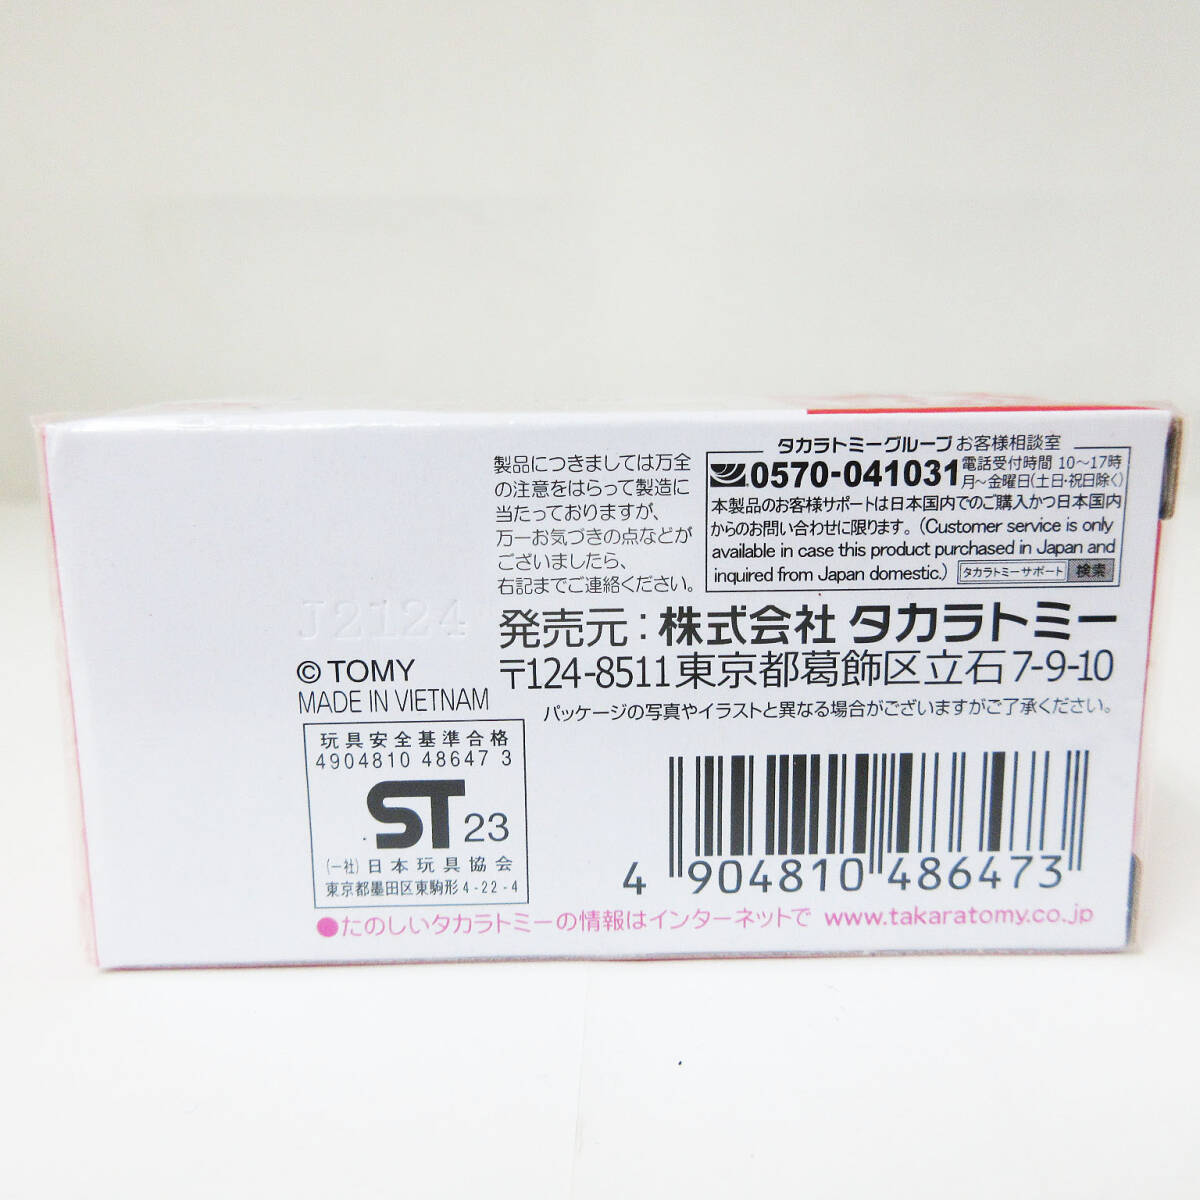 製品につきましては万全
の注意をはらって製造に
当たっておりますが、
万一お気づきの点などが
ございましたら、
右記までご連絡ください。
タカラトミーグループ お客様相談室
0570-041031 電話受付時間 10～17時
月～金曜日(土日・祝日除く)
本製品のお客様サポートは日本国内でのご購入かつ日本国内
からのお問い合わせに限ります。(Customer service is only
available in case this product purchased in Japan and
inquired from Japan domestic.) タカラトミーサポート 検索
J2124
発売元:株式会社 タカラトミー
〒124-8511 東京都葛飾区立石 7-9-10
パッケージの写真やイラストと異なる場合がございますがご了承ください。
© TOMY
MADE IN VIETNAM
玩具安全基準合格
4904810 48647 3
ST 23
(一社)日本玩具協会
東京都墨田区東駒形 4-22-4
4 904810 486473
●たのしいタカラトミーの情報はインターネットで www.takaratomy.co.jp